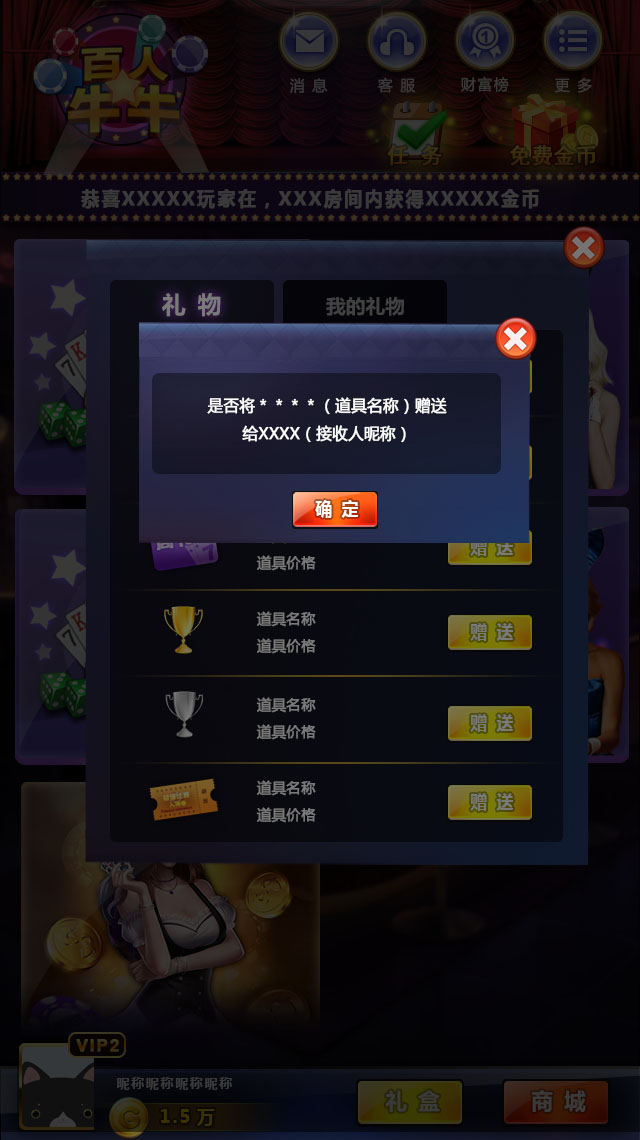 百人
牛牛
消息
客服
财富榜
更多
任务
免费金币
恭喜XXXXX玩家在，XXX房间内获得XXXXX金币
礼物
我的礼物
是否将****（道具名称）赠送
给XXXX（接收人昵称）
确定
道具价格
赠送
道具名称
道具价格
赠送
道具名称
道具价格
赠送
道具名称
道具价格
赠送
VIP2
昵称昵称昵称昵称
1.5万
礼盒
商城